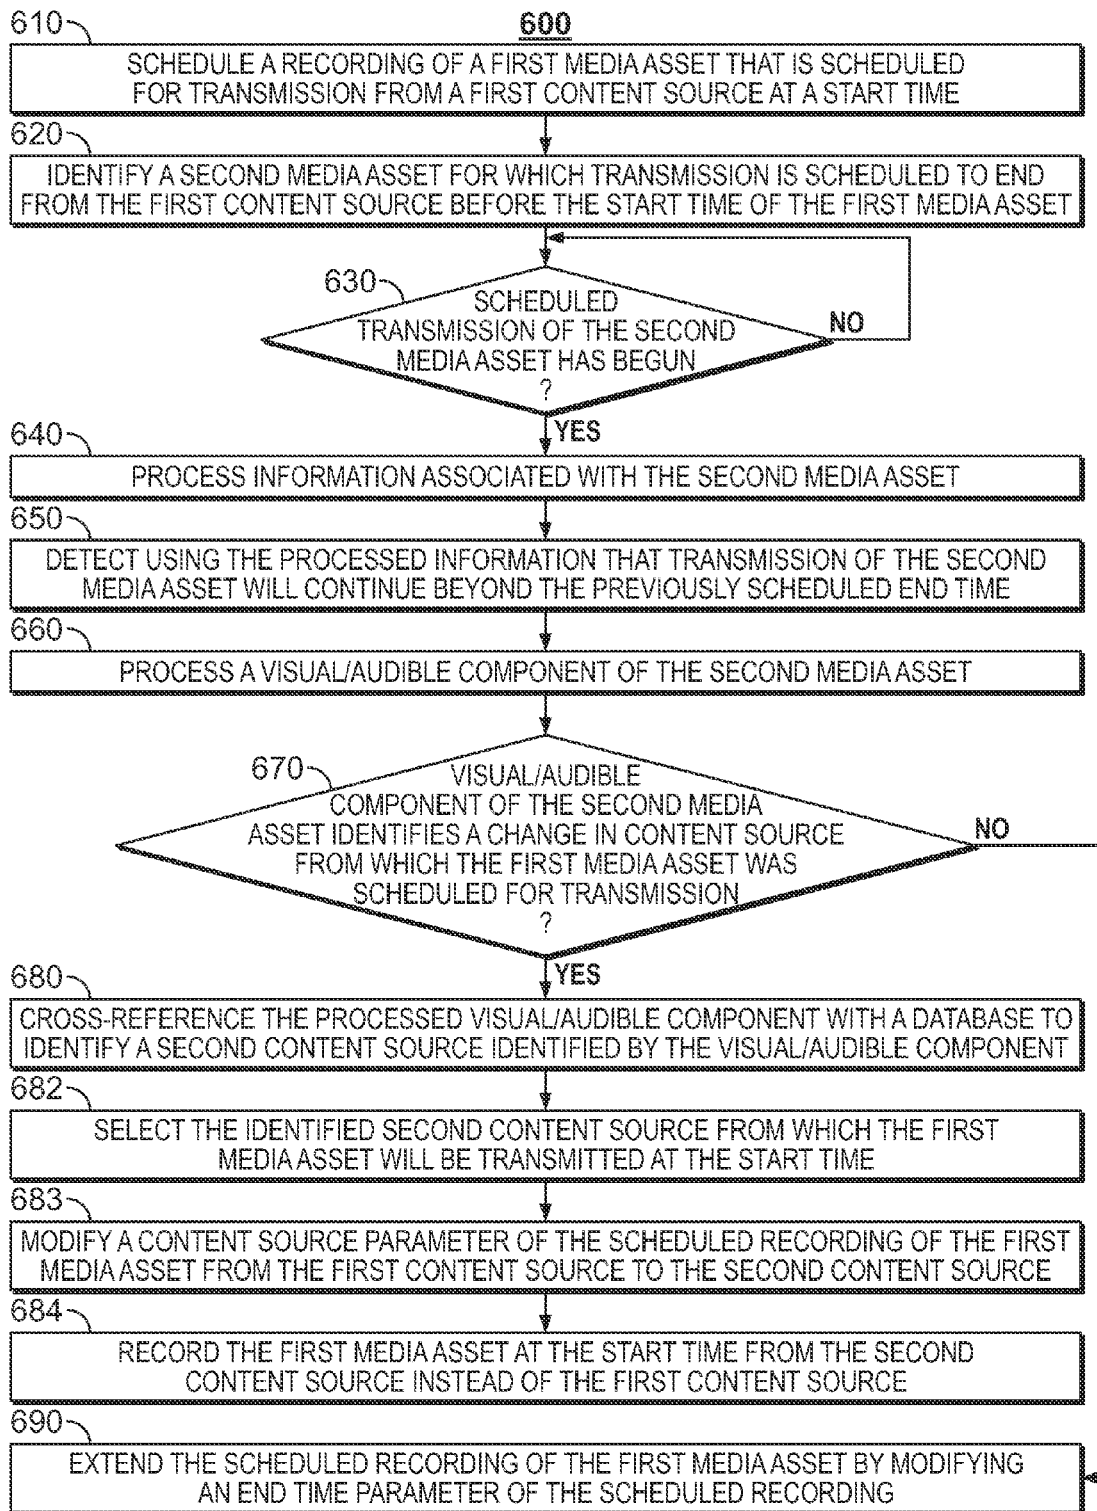 600
610
SCHEDULE A RECORDING OF A FIRST MEDIA ASSET THAT IS SCHEDULED
FOR TRANSMISSION FROM A FIRST CONTENT SOURCE AT A START TIME
620
IDENTIFY A SECOND MEDIA ASSET FOR WHICH TRANSMISSION IS SCHEDULED TO END
FROM THE FIRST CONTENT SOURCE BEFORE THE START TIME OF THE FIRST MEDIA ASSET
630
SCHEDULED
TRANSMISSION OF THE SECOND
MEDIA ASSET HAS BEGUN
?
NO
YES
640
PROCESS INFORMATION ASSOCIATED WITH THE SECOND MEDIA ASSET
650
DETECT USING THE PROCESSED INFORMATION THAT TRANSMISSION OF THE SECOND
MEDIA ASSET WILL CONTINUE BEYOND THE PREVIOUSLY SCHEDULED END TIME
660
PROCESS A VISUAL/AUDIBLE COMPONENT OF THE SECOND MEDIA ASSET
670
VISUAL/AUDIBLE
COMPONENT OF THE SECOND MEDIA
ASSET IDENTIFIES A CHANGE IN CONTENT SOURCE
FROM WHICH THE FIRST MEDIA ASSET WAS
SCHEDULED FOR TRANSMISSION
?
NO
YES
680
CROSS-REFERENCE THE PROCESSED VISUAL/AUDIBLE COMPONENT WITH A DATABASE TO
IDENTIFY A SECOND CONTENT SOURCE IDENTIFIED BY THE VISUAL/AUDIBLE COMPONENT
682
SELECT THE IDENTIFIED SECOND CONTENT SOURCE FROM WHICH THE FIRST
MEDIA ASSET WILL BE TRANSMITTED AT THE START TIME
683
MODIFY A CONTENT SOURCE PARAMETER OF THE SCHEDULED RECORDING OF THE FIRST
MEDIA ASSET FROM THE FIRST CONTENT SOURCE TO THE SECOND CONTENT SOURCE
684
RECORD THE FIRST MEDIA ASSET AT THE START TIME FROM THE SECOND
CONTENT SOURCE INSTEAD OF THE FIRST CONTENT SOURCE
690
EXTEND THE SCHEDULED RECORDING OF THE FIRST MEDIA ASSET BY MODIFYING
AN END TIME PARAMETER OF THE SCHEDULED RECORDING